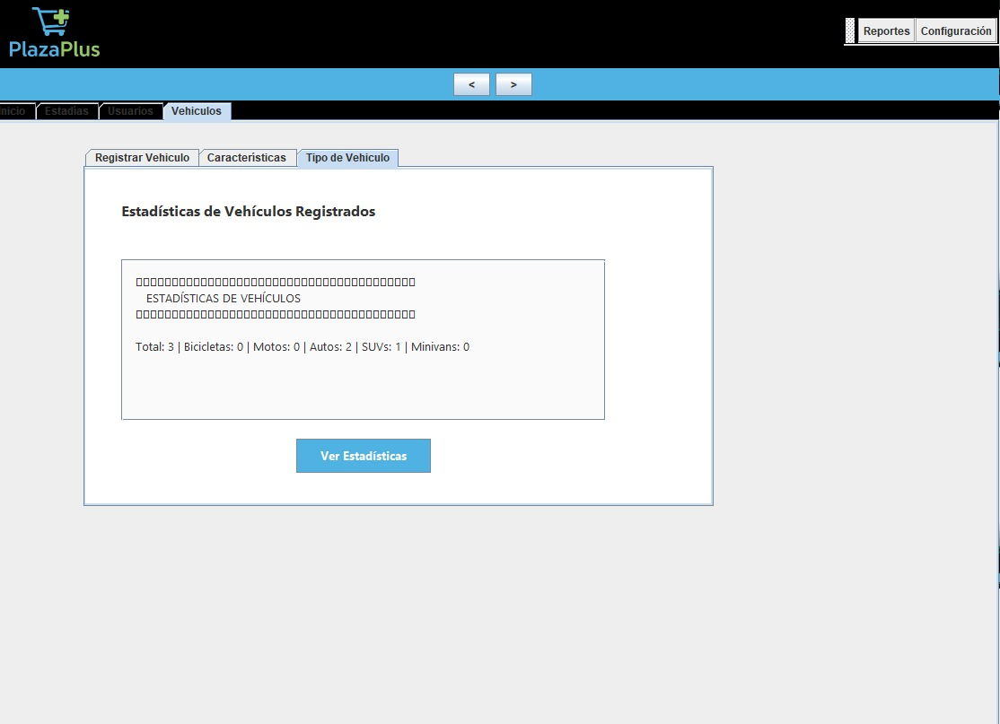 PlazaPlus
Reportes Configuración
< >
nicio Estadias Usuarios Vehiculos
Registrar Vehiculo Características Tipo de Vehiculo
Estadísticas de Vehículos Registrados
▯▯▯▯▯▯▯▯▯▯▯▯▯▯▯▯▯▯▯▯▯▯▯▯▯▯▯▯▯▯▯▯▯▯▯▯▯▯▯
ESTADÍSTICAS DE VEHÍCULOS
▯▯▯▯▯▯▯▯▯▯▯▯▯▯▯▯▯▯▯▯▯▯▯▯▯▯▯▯▯▯▯▯▯▯▯▯▯▯▯
Total: 3 | Bicicletas: 0 | Motos: 0 | Autos: 2 | SUVs: 1 | Minivans: 0
Ver Estadísticas